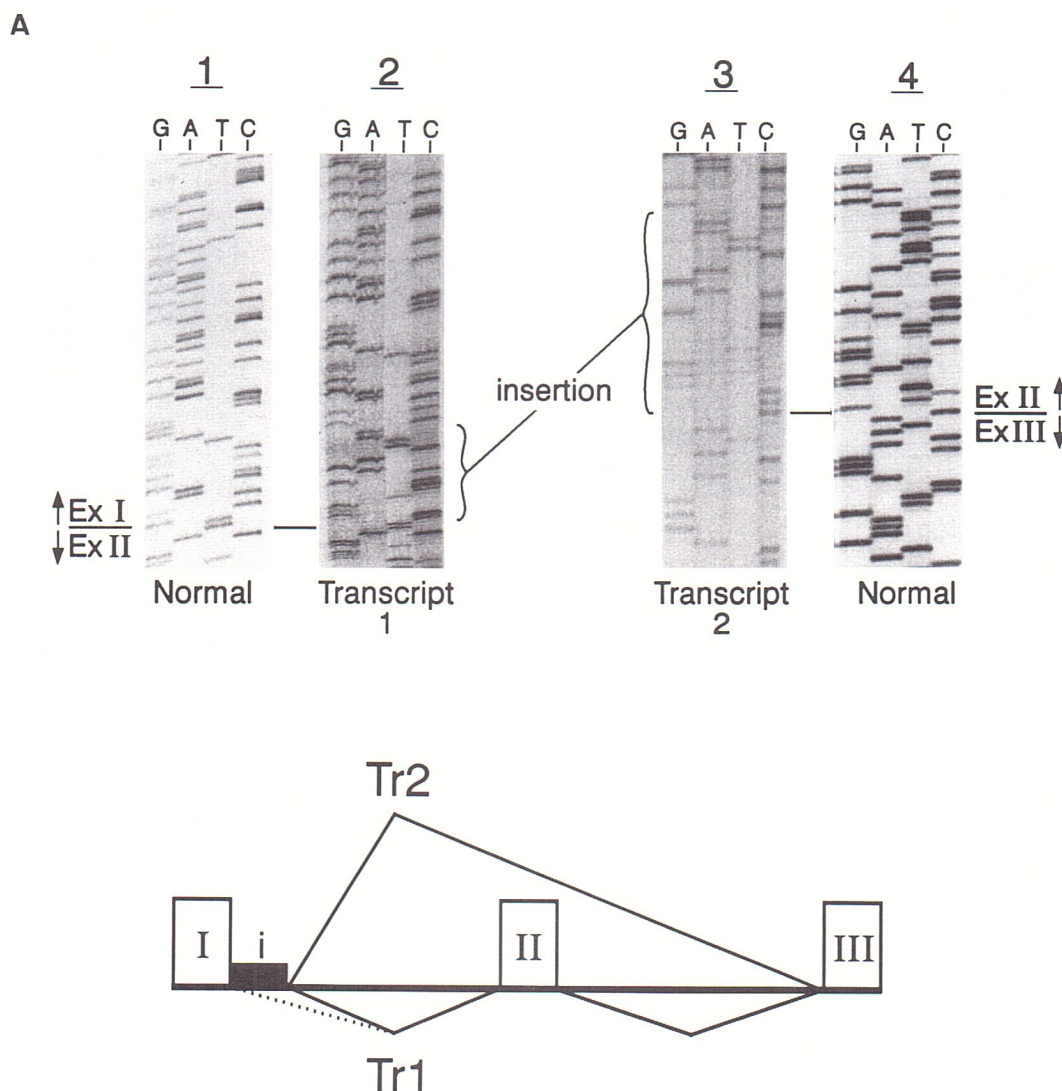 A
1 2 3 4
G A T C G A T C G A T C G A T C
insertion
Ex II
Ex III
Ex I
Ex II
Normal Transcript 1 Transcript 2 Normal
Tr2
I i II III
Tr1